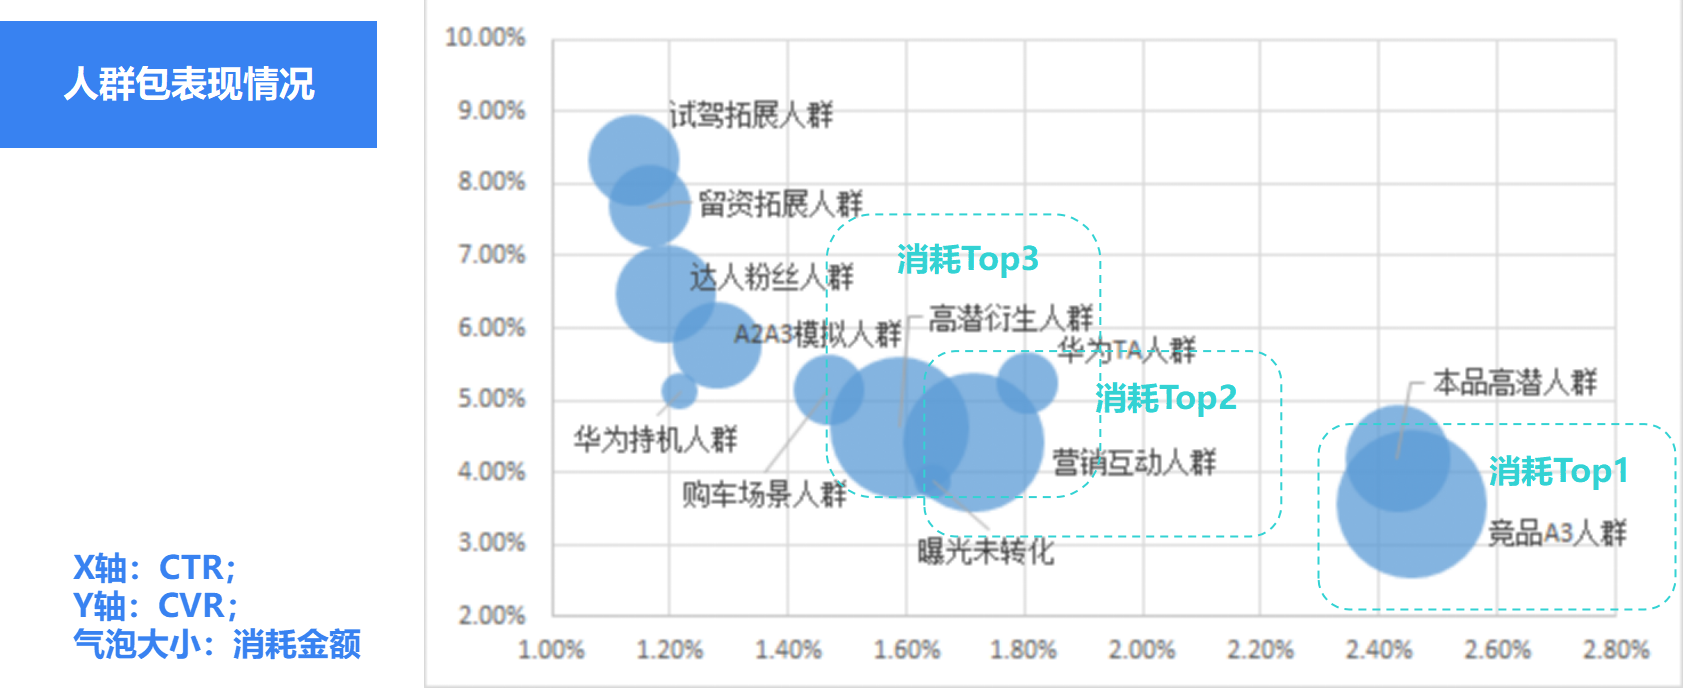 人群包表现情况
X轴：CTR；
Y轴：CVR；
气泡大小：消耗金额
10.00%
9.00%
8.00%
7.00%
6.00%
5.00%
4.00%
3.00%
2.00%
试驾拓展人群
留资拓展人群
消耗Top3
达人粉丝人群
高潜衍生人群
A2A3模拟人群
华为TA人群
本品高潜人群
消耗Top2
华为持机人群
营销互动人群
消耗Top1
购车场景人群
竞品A3人群
曝光未转化
1.00%
1.20%
1.40%
1.60%
1.80%
2.00%
2.20%
2.40%
2.60%
2.80%